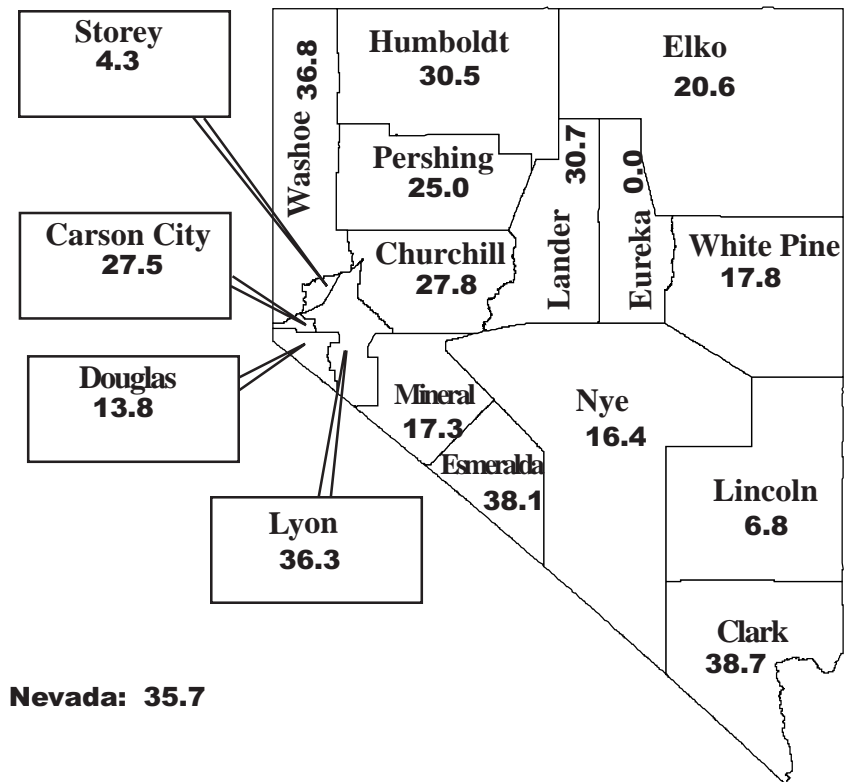 Storey
4.3
Washoe 36.8
Humboldt
30.5
Elko
20.6
Pershing
25.0
Lander 30.7
Eureka 0.0
Carson City
27.5
Churchill
27.8
White Pine
17.8
Douglas
13.8
Mineral
17.3
Nye
16.4
Esmeralda
38.1
Lincoln
6.8
Lyon
36.3
Clark
38.7
Nevada: 35.7